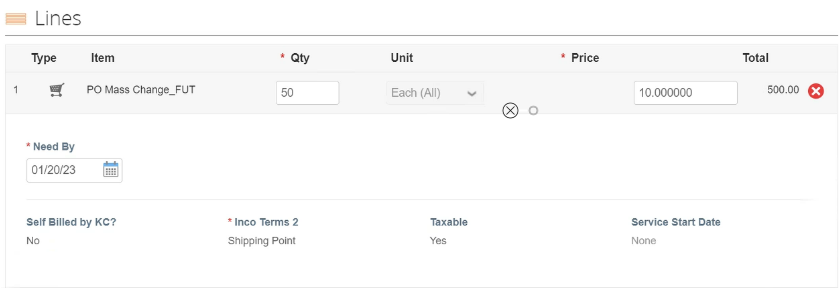 Lines
Type Item * Qty Unit * Price Total
1 PO Mass Change_FUT 50 Each (All) 10.000000 500.00
* Need By
01/20/23
Self Billed by KC? * Inco Terms 2 Taxable Service Start Date
No Shipping Point Yes None